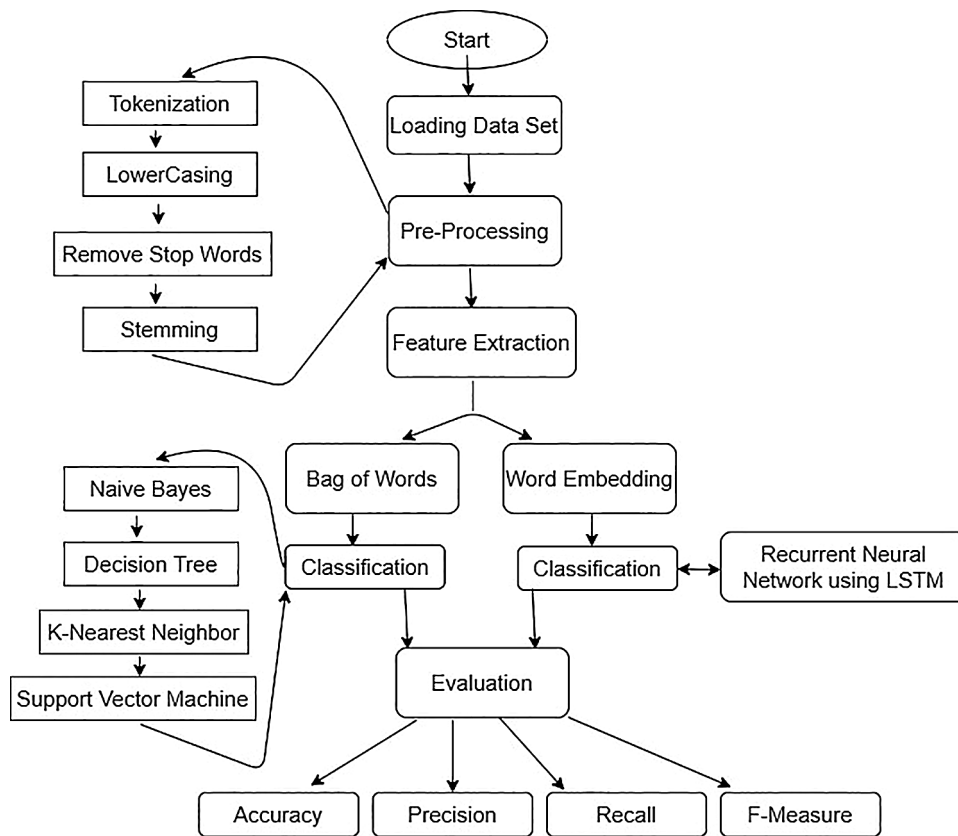 Start
Loading Data Set
Pre-Processing
Tokenization
LowerCasing
Remove Stop Words
Stemming
Feature Extraction
Bag of Words
Word Embedding
Classification
Naive Bayes
Decision Tree
K-Nearest Neighbor
Support Vector Machine
Classification
Recurrent Neural
Network using LSTM
Evaluation
Accuracy
Precision
Recall
F-Measure